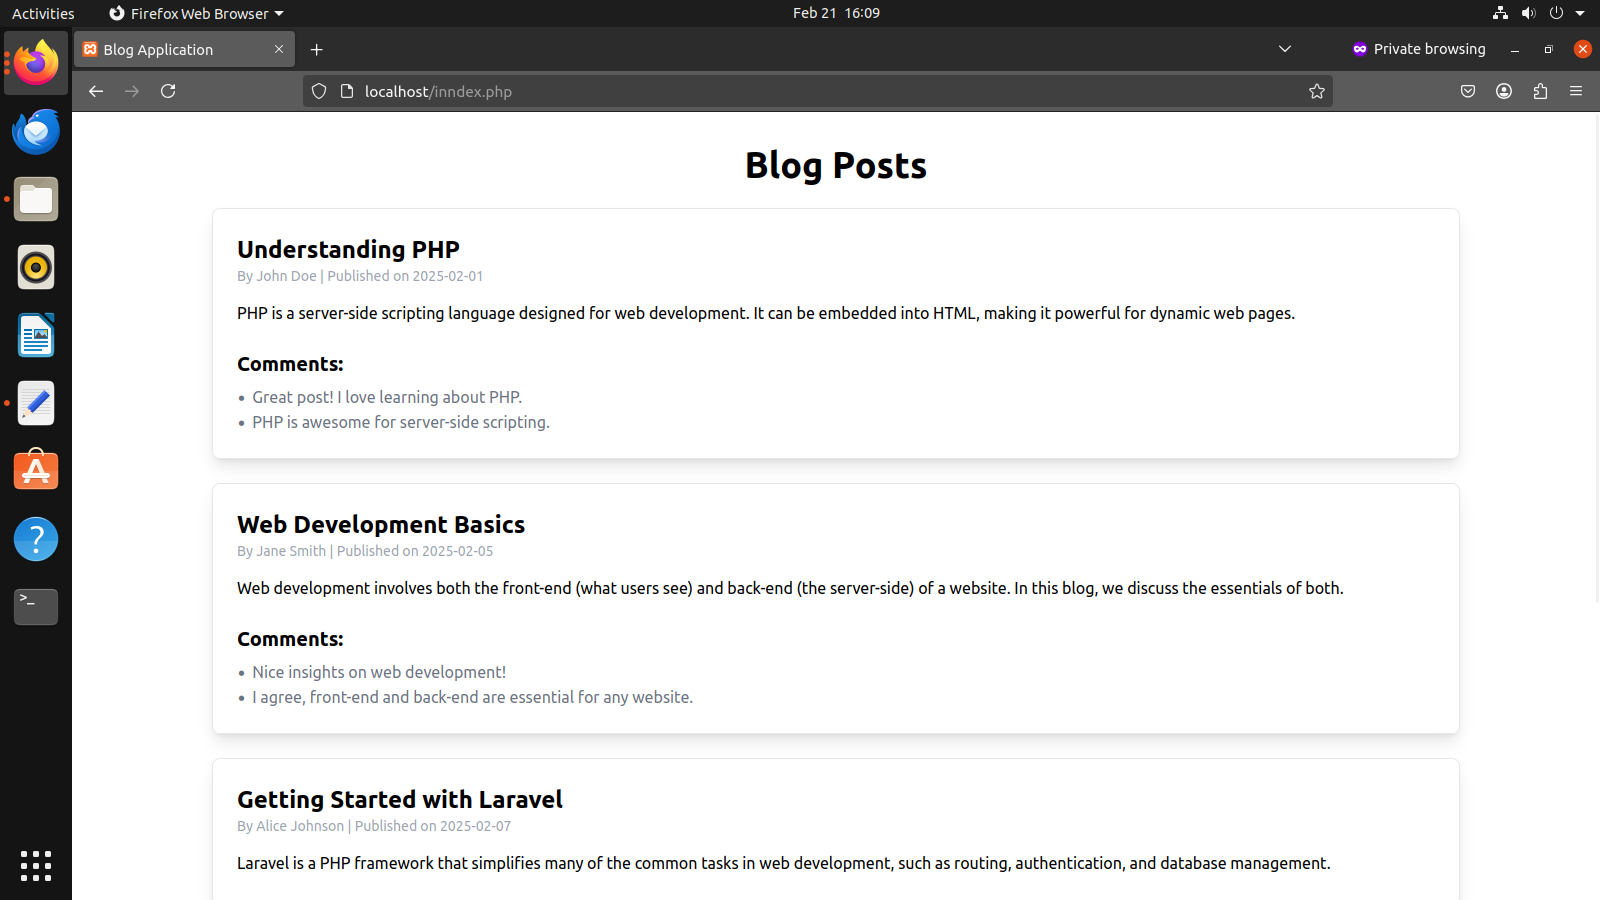 Activities
Firefox Web Browser
Feb 21 16:09
Blog Application
Private browsing
localhost/inndex.php
Blog Posts
Understanding PHP
By John Doe | Published on 2025-02-01
PHP is a server-side scripting language designed for web development. It can be embedded into HTML, making it powerful for dynamic web pages.
Comments:
• Great post! I love learning about PHP.
• PHP is awesome for server-side scripting.
Web Development Basics
By Jane Smith | Published on 2025-02-05
Web development involves both the front-end (what users see) and back-end (the server-side) of a website. In this blog, we discuss the essentials of both.
Comments:
• Nice insights on web development!
• I agree, front-end and back-end are essential for any website.
Getting Started with Laravel
By Alice Johnson | Published on 2025-02-07
Laravel is a PHP framework that simplifies many of the common tasks in web development, such as routing, authentication, and database management.